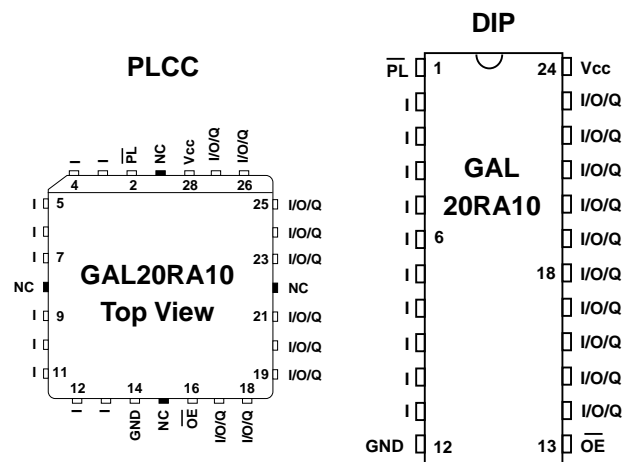 PLCC
I I PL NC Vcc I/O/Q I/O/Q
4 2 28 26
I 5 25 I/O/Q
I I/O/Q
I 7 23 I/O/Q
GAL20RA10
NC NC
Top View
I 9 21 I/O/Q
I I/O/Q
I 11 19 I/O/Q
12 14 16 18
I I GND NC OE I/O/Q I/O/Q
DIP
PL 1 24 Vcc
I I/O/Q
I I/O/Q
I GAL I/O/Q
I 20RA10 I/O/Q
I 6 I/O/Q
I 18 I/O/Q
I I/O/Q
I I/O/Q
I I/O/Q
I I/O/Q
GND 12 13 OE